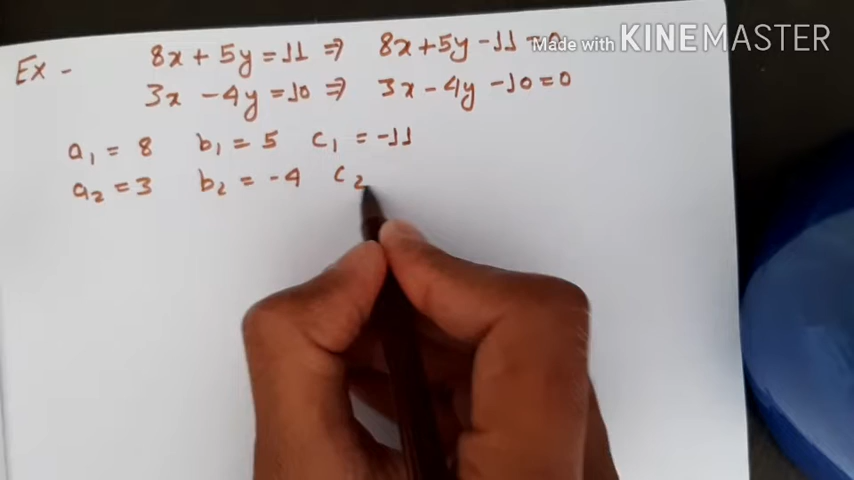 Ex - 8x + 5y = 11 ⇒ 8x + 5y - 11 = 0
3x - 4y = 10 ⇒ 3x - 4y - 10 = 0
a₁ = 8 b₁ = 5 c₁ = -11
a₂ = 3 b₂ = -4 c₂
Made with KINEMASTER